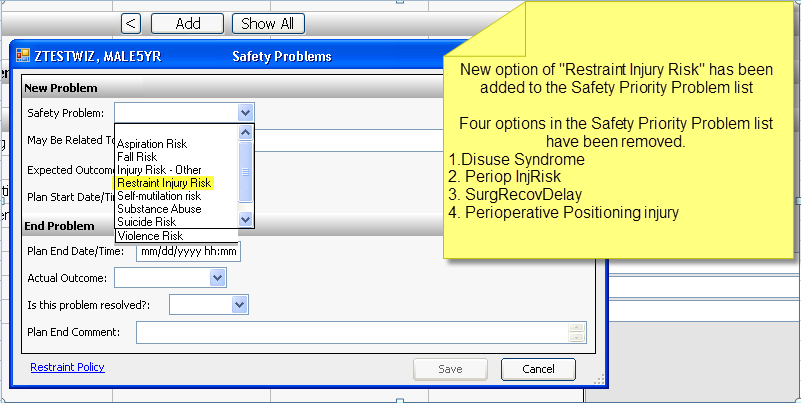 <
Add
Show All
ZTESTWIZ, MALE5YR Safety Problems
New Problem
Safety Problem:
May Be Related To
Expected Outcome
Plan Start Date/Ti
Aspiration Risk
Fall Risk
Injury Risk - Other
Restraint Injury Risk
Self-mutilation risk
Substance Abuse
Suicide Risk
Violence Risk
End Problem
Plan End Date/Time: mm/dd/yyyy hh:mm
Actual Outcome:
Is this problem resolved?:
Plan End Comment:
Restraint Policy
Save
Cancel
New option of "Restraint Injury Risk" has been
added to the Safety Priority Problem list
Four options in the Safety Priority Problem list
have been removed.
1.Disuse Syndrome
2. Periop InjRisk
3. SurgRecovDelay
4. Perioperative Positioning injury